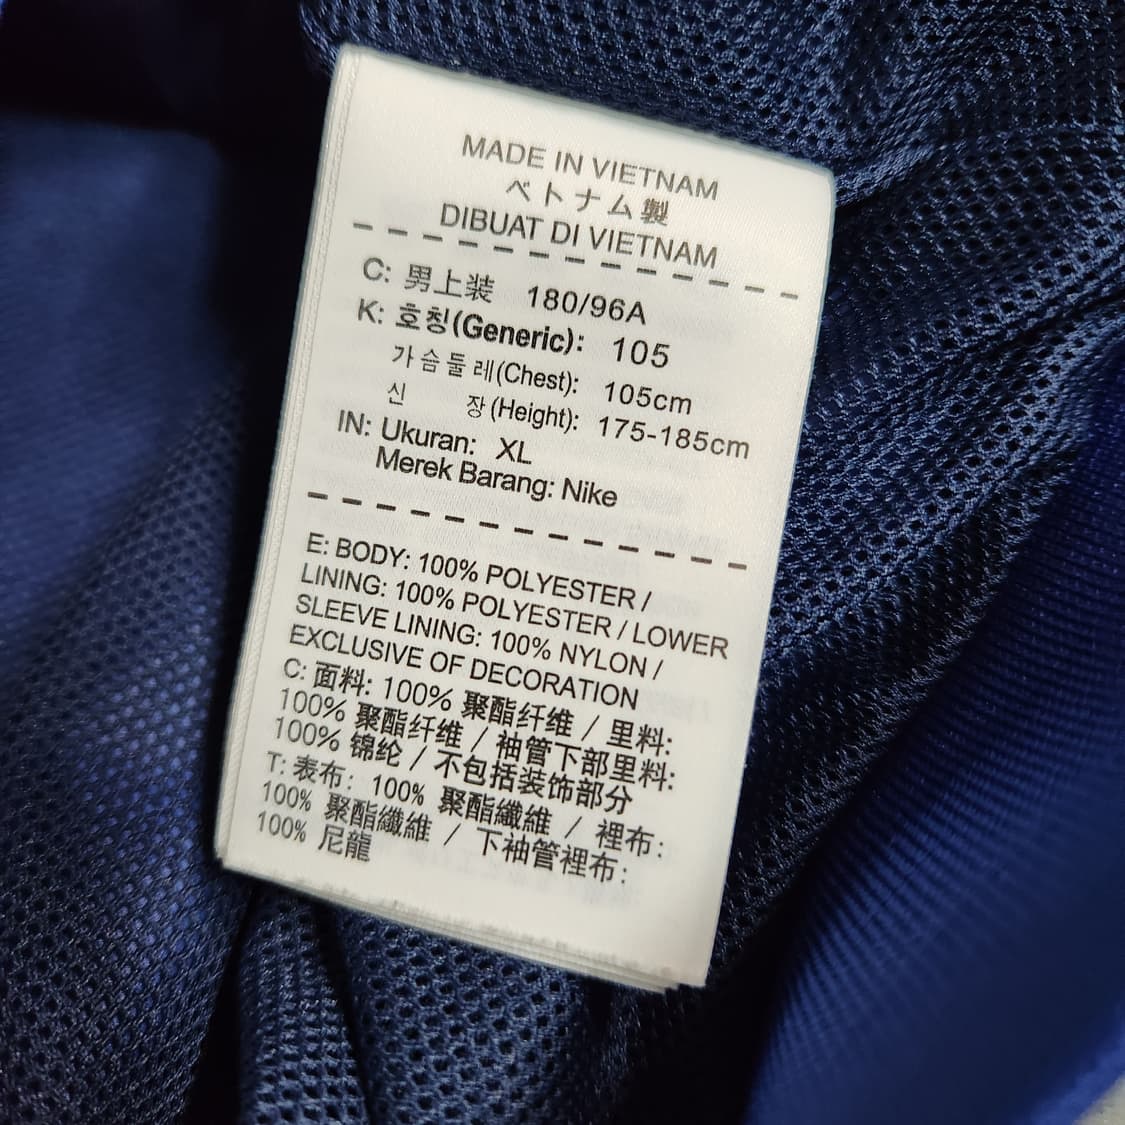 MADE IN VIETNAM
ベトナム製
DIBUAT DI VIETNAM
C: 男上装 180/96A
K: 호칭(Generic): 105
가슴둘레(Chest): 105cm
신 장(Height): 175-185cm
IN: Ukuran: XL
Merek Barang: Nike
E: BODY: 100% POLYESTER /
LINING: 100% POLYESTER / LOWER
SLEEVE LINING: 100% NYLON /
EXCLUSIVE OF DECORATION
C: 面料: 100% 聚酯纤维 / 里料:
100% 聚酯纤维 / 袖管下部里料:
100% 锦纶 / 不包括装饰部分
T: 表布: 100% 聚酯纖維 / 裡布:
100% 聚酯纖維 / 下袖管裡布:
100% 尼龍